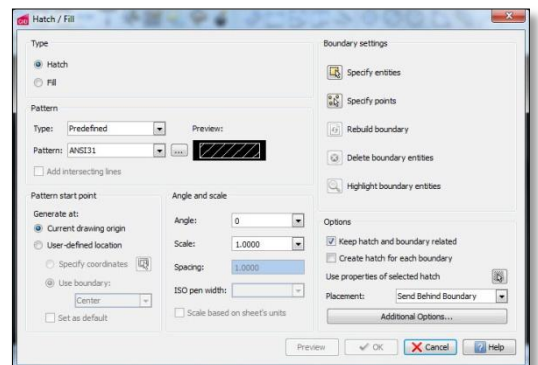 Hatch / Fill
Type
Hatch
Fill
Pattern
Type: Predefined Preview:
Pattern: ANSI31 ...
Add intersecting lines
Pattern start point
Generate at:
Current drawing origin
User-defined location
Specify coordinates
Use boundary:
Center
Set as default
Angle and scale
Angle: 0
Scale: 1.0000
Spacing: 1.0000
ISO pen width:
Scale based on sheet's units
Boundary settings
Specify entities
Specify points
Rebuild boundary
Delete boundary entities
Highlight boundary entities
Options
Keep hatch and boundary related
Create hatch for each boundary
Use properties of selected hatch
Placement: Send Behind Boundary
Additional Options...
Preview OK Cancel Help